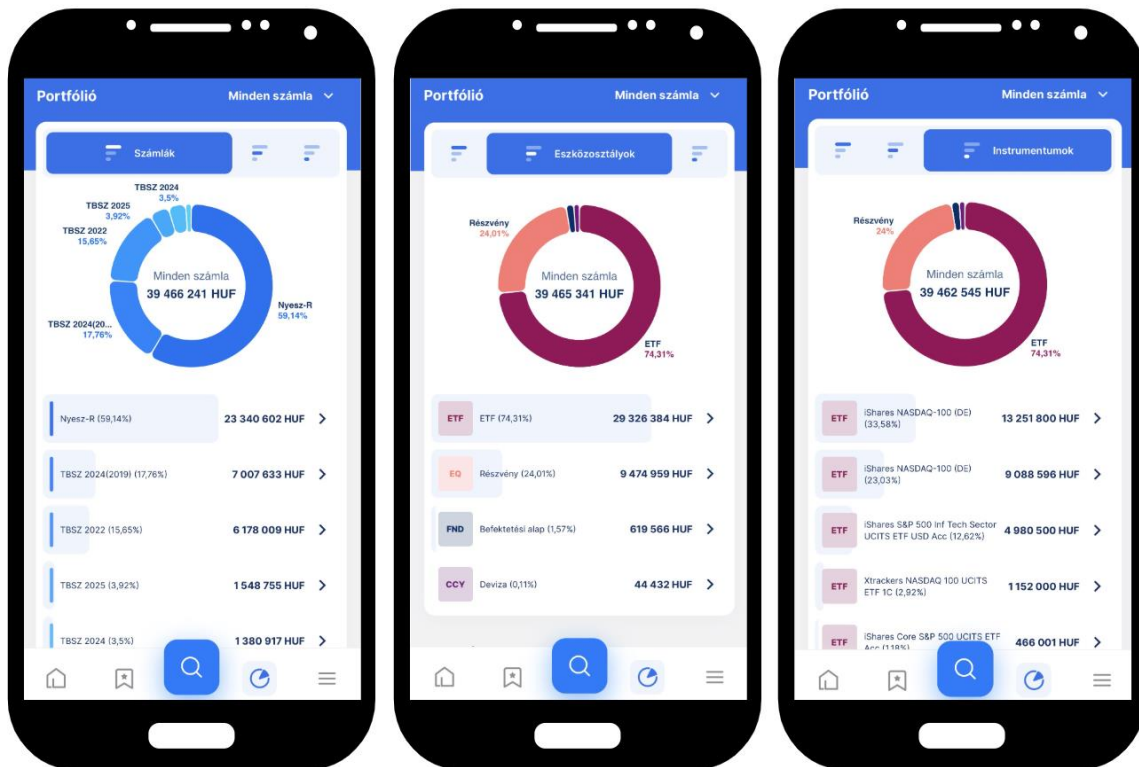 Portfólió
Minden számla
Számlák
TBSZ 2024
3,5%
TBSZ 2025
3,92%
TBSZ 2022
15,65%
Minden számla
39 466 241 HUF
Nyesz-R
59,14%
TBSZ 2024(20...
17,76%
Nyesz-R (59,14%)
23 340 602 HUF
TBSZ 2024(2019) (17,76%)
7 007 633 HUF
TBSZ 2022 (15,65%)
6 178 009 HUF
TBSZ 2025 (3,92%)
1 548 755 HUF
TBSZ 2024 (3,5%)
1 380 917 HUF
Portfólió
Minden számla
Eszközosztályok
Részvény
24,01%
Minden számla
39 465 341 HUF
ETF
74,31%
ETF
ETF (74,31%)
29 326 384 HUF
EQ
Részvény (24,01%)
9 474 959 HUF
FND
Befektetési alap (1,57%)
619 566 HUF
CCY
Deviza (0,11%)
44 432 HUF
Portfólió
Minden számla
Instrumentumok
Részvény
24%
Minden számla
39 462 545 HUF
ETF
74,31%
ETF
iShares NASDAQ-100 (DE)
(33,58%)
13 251 800 HUF
ETF
iShares NASDAQ-100 (DE)
(23,03%)
9 088 596 HUF
ETF
iShares S&P 500 Inf Tech Sector
UCITS ETF USD Acc (12,62%)
4 980 500 HUF
ETF
Xtrackers NASDAQ 100 UCITS
ETF 1C (2,92%)
1 152 000 HUF
ETF
iShares Core S&P 500 UCITS ETF
Acc (1,18%)
466 001 HUF